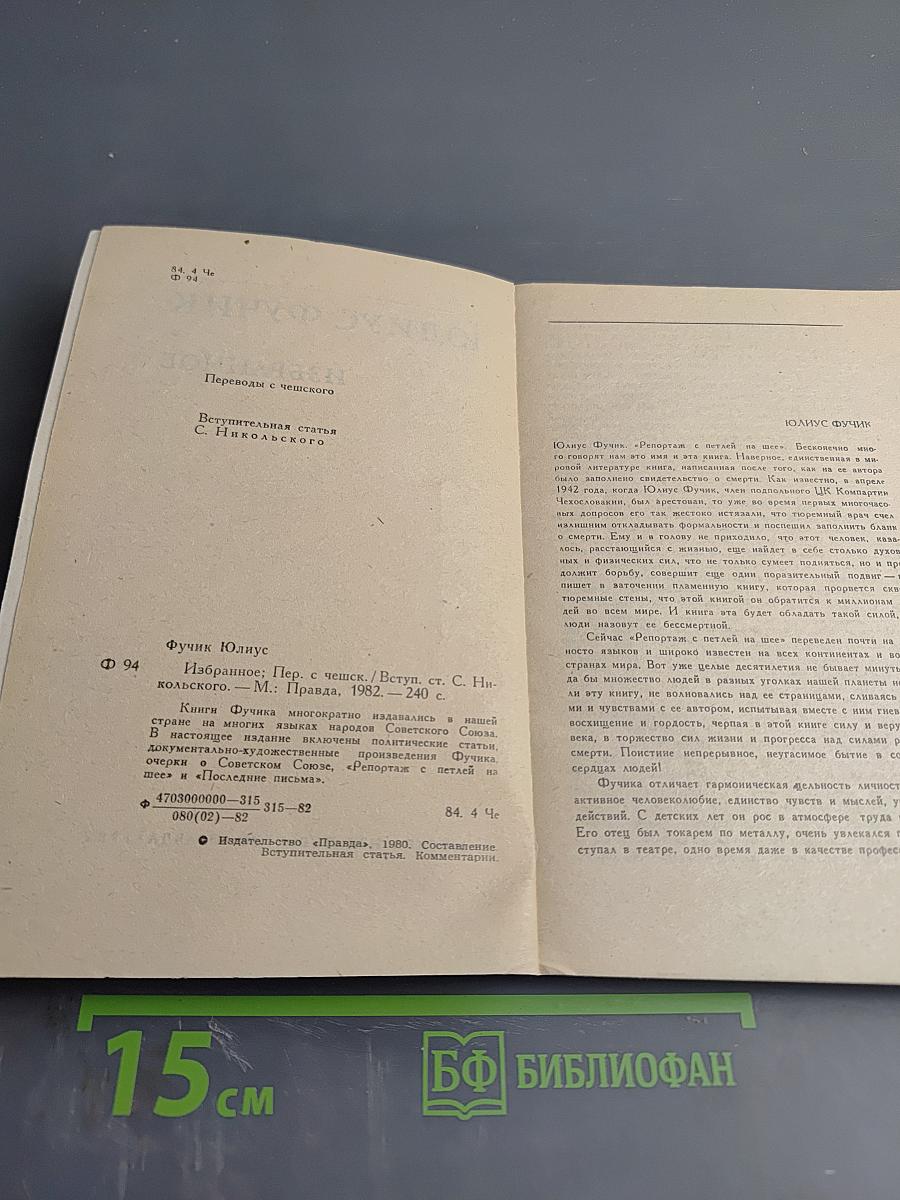 84. 4 Че
Ф 94
Переводы с чешского
Вступительная статья
С. Никольского
Фучик Юлиус
Ф 94
Избранное; Пер. с чешск./Вступ. ст. С. Ни-
кольского. — М.: Правда, 1982. — 240 с.
Книги Фучика многократно издавались в нашей
стране на многих языках народов Советского Союза.
В настоящее издание включены политические статьи,
документально-художественные произведения Фучика,
очерки о Советском Союзе, «Репортаж с петлей на
шее» и «Последние письма».
Ф 4703000000—315 315—82
080(02)—82
84. 4 Че
© Издательство «Правда», 1980. Составление.
Вступительная статья. Комментарии.
ЮЛИУС ФУЧИК
Юлиус Фучик. «Репортаж с петлей на шее». Бесконечно мно-
го говорят нам это имя и эта книга. Наверное, единственная в ми-
ровой литературе книга, написанная после того, как на ее автора
было заполнено свидетельство о смерти. Как известно, в апреле
1942 года, когда Юлиус Фучик, член подпольного ЦК Компартии
Чехословакии, был арестован, то уже во время первых многочасо-
вых допросов его так жестоко истязали, что тюремный врач счел
излишним откладывать формальности и поспешил заполнить бланк
о смерти. Ему и в голову не приходило, что этот человек, каза-
лось, расстающийся с жизнью, еще найдет в себе столько духов
ных и физических сил, что не только сумеет подняться, но и пр
должит борьбу, совершит еще один поразительный подвиг —
пишет в заточении пламенную книгу, которая прорвется скв
тюремные стены, что этой книгой он обратится к миллионам
дей во всем мире. И книга эта будет обладать такой силой,
люди назовут ее бессмертной.
Сейчас «Репортаж с петлей на шее» переведен почти на
носто языков и широко известен на всех континентах и во
странах мира. Вот уже целые десятилетия не бывает минуты
да бы множество людей в разных уголках нашей планеты не
ли эту книгу, не волновались над ее страницами, сливаясь
ми и чувствами с ее автором, испытывая вместе с ним гнев
восхищение и гордость, черпая в этой книге силу и веру
века, в торжество сил жизни и прогресса над силами р
смерти. Поистине непрерывное, неугасимое бытие в со
сердцах людей!
Фучика отличает гармоническая цельность личност
активное человеколюбие, единство чувств и мыслей, у
действий. С детских лет он рос в атмосфере труда
Его отец был токарем по металлу, очень увлекался
ступал в театре, одно время даже в качестве профес
15 см
БФ БИБЛИОФАН